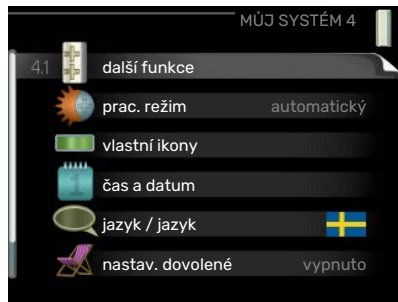 MŮJ SYSTÉM 4
4.1 další funkce
prac. režim automatický
vlastní ikony
čas a datum
jazyk / jazyk
nastav. dovolené vypnuto